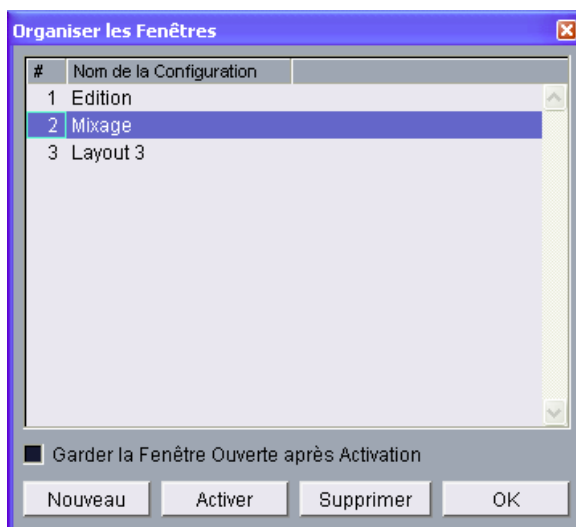 Organiser les Fenêtres
# Nom de la Configuration
1 Edition
2 Mixage
3 Layout 3
Garder la Fenêtre Ouverte après Activation
Nouveau Activer Supprimer OK